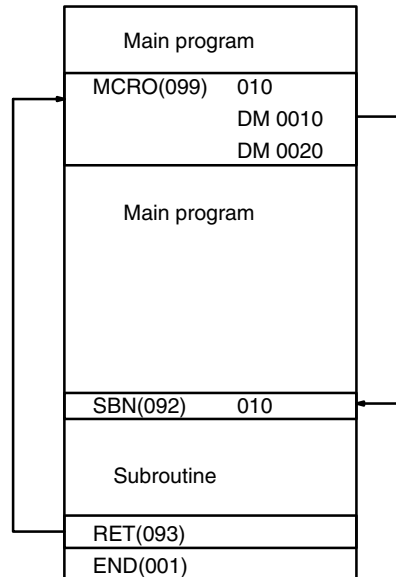 Main program
MCRO(099) 010
DM 0010
DM 0020
Main program
SBN(092) 010
Subroutine
RET(093)
END(001)